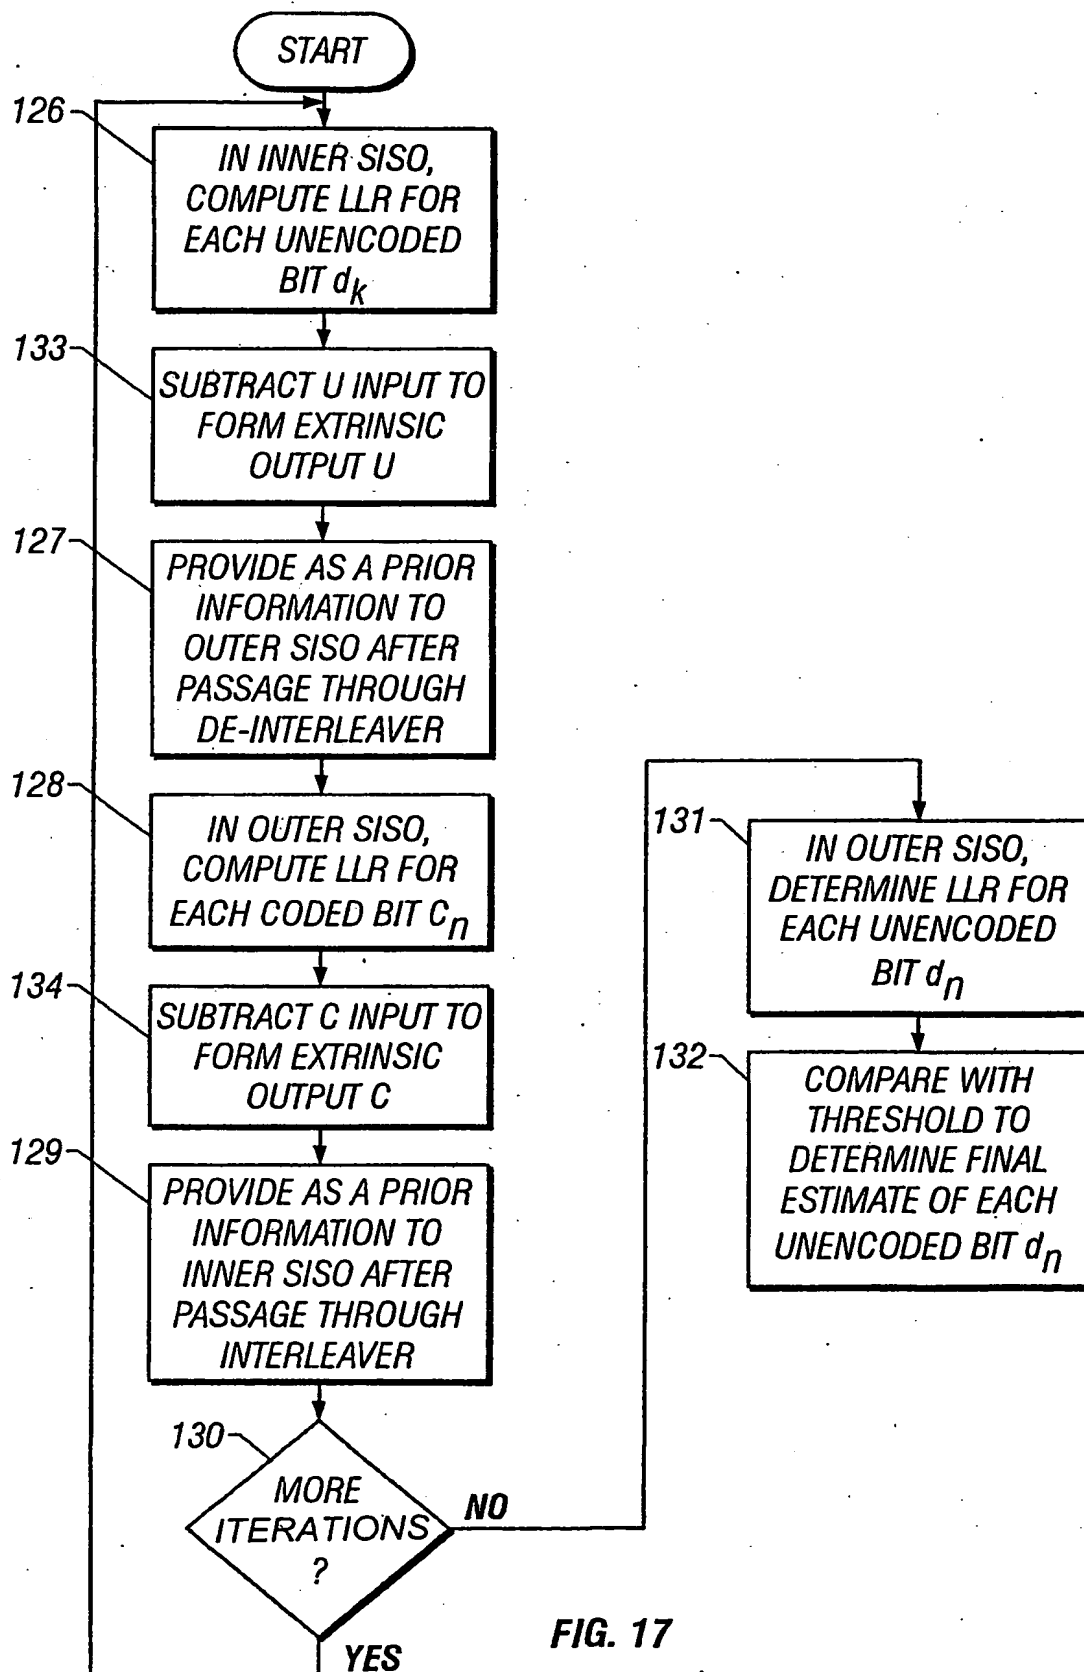 START
126
IN INNER SISO,
COMPUTE LLR FOR
EACH UNENCODED
BIT dk
133
SUBTRACT U INPUT TO
FORM EXTRINSIC
OUTPUT U
127
PROVIDE AS A PRIOR
INFORMATION TO
OUTER SISO AFTER
PASSAGE THROUGH
DE-INTERLEAVER
128
IN OUTER SISO,
COMPUTE LLR FOR
EACH CODED BIT Cn
134
SUBTRACT C INPUT TO
FORM EXTRINSIC
OUTPUT C
129
PROVIDE AS A PRIOR
INFORMATION TO
INNER SISO AFTER
PASSAGE THROUGH
INTERLEAVER
130
MORE
ITERATIONS
?
NO
YES
131
IN OUTER SISO,
DETERMINE LLR FOR
EACH UNENCODED
BIT dn
132
COMPARE WITH
THRESHOLD TO
DETERMINE FINAL
ESTIMATE OF EACH
UNENCODED BIT dn
FIG. 17